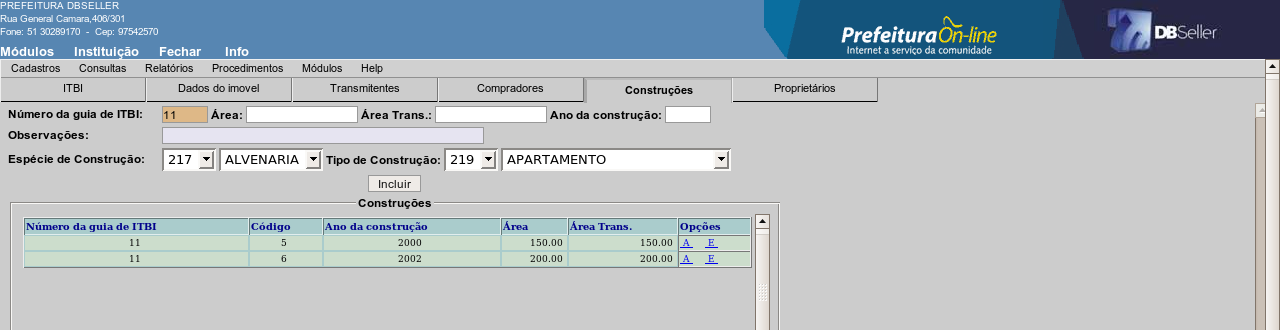 PREFEITURA DBSELLER
Rua General Camara,406/301
Fone: 51 30289170 - Cep: 97542570
Módulos Instituição Fechar Info
PrefeituraOn-line
Internet a serviço da comunidade
DBSeller
Cadastros Consultas Relatórios Procedimentos Módulos Help
ITBI Dados do imovel Transmitentes Compradores Construções Proprietários
Número da guia de ITBI: 11 Área: Área Trans.: Ano da construção:
Observações:
Espécie de Construção: 217 ALVENARIA Tipo de Construção: 219 APARTAMENTO
Incluir
Construções
Número da guia de ITBI Código Ano da construção Área Área Trans. Opções
11 5 2000 150.00 150.00 A E
11 6 2002 200.00 200.00 A E